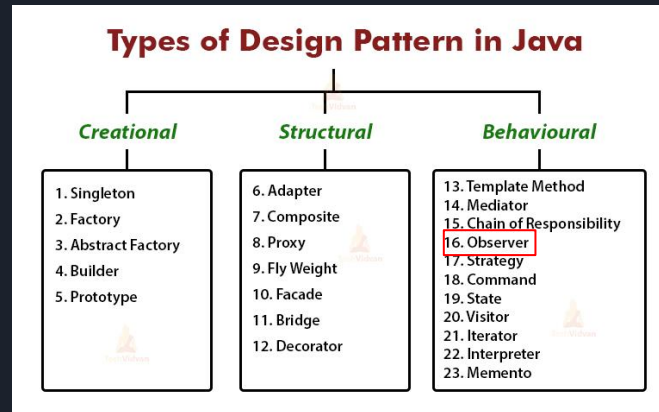 Types of Design Pattern in Java
Creational
Structural
Behavioural
1. Singleton
2. Factory
3. Abstract Factory
4. Builder
5. Prototype
6. Adapter
7. Composite
8. Proxy
9. Fly Weight
10. Facade
11. Bridge
12. Decorator
13. Template Method
14. Mediator
15. Chain of Responsibility
16. Observer
17. Strategy
18. Command
19. State
20. Visitor
21. Iterator
22. Interpreter
23. Memento